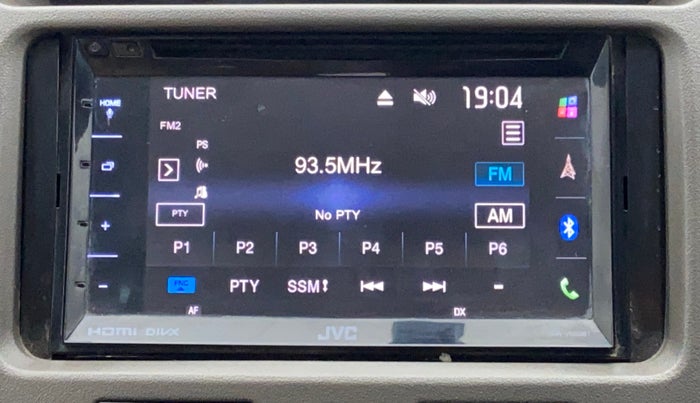 TUNER 19:04
HOME
FM2
PS
93.5MHz FM
PTY No PTY AM
P1 P2 P3 P4 P5 P6
FNC PTY SSM
AF DX
HDMI DIVX JVC